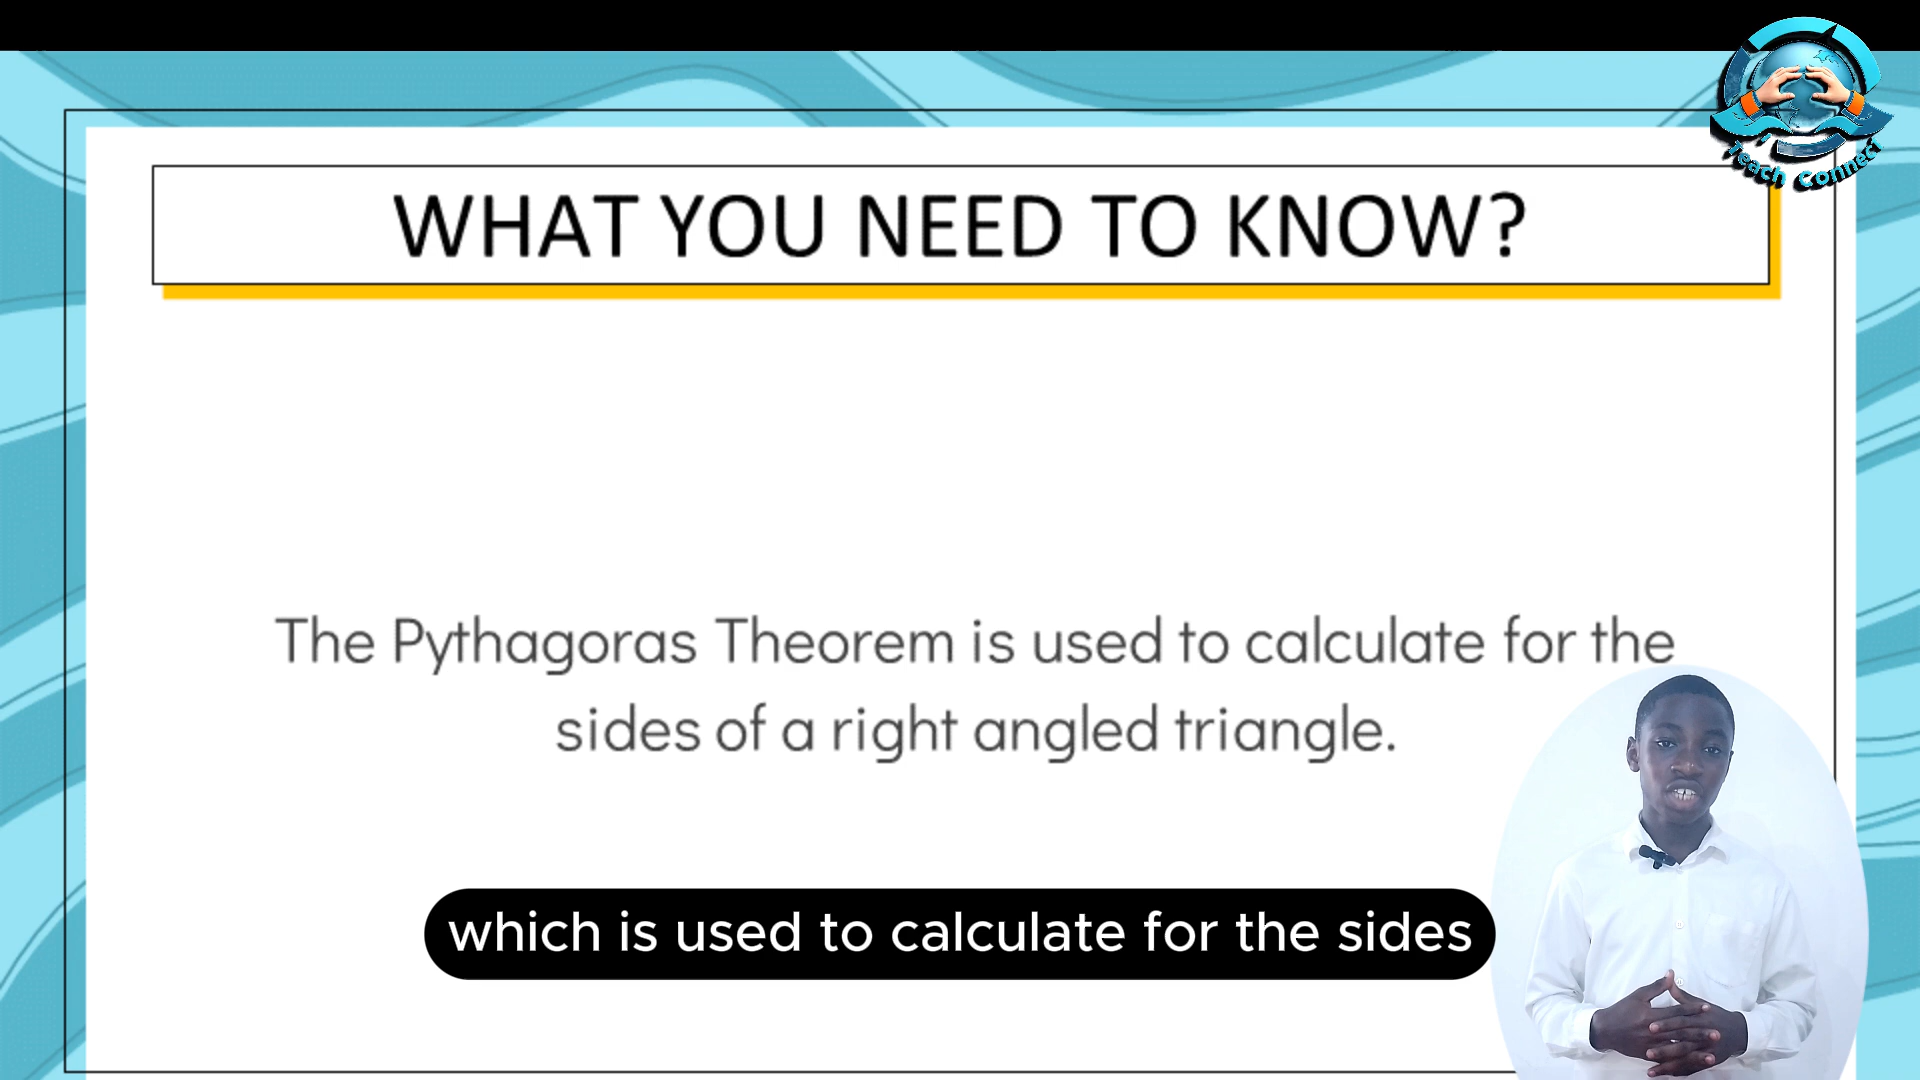 Teach Connect
WHAT YOU NEED TO KNOW?
The Pythagoras Theorem is used to calculate for the
sides of a right angled triangle.
which is used to calculate for the sides